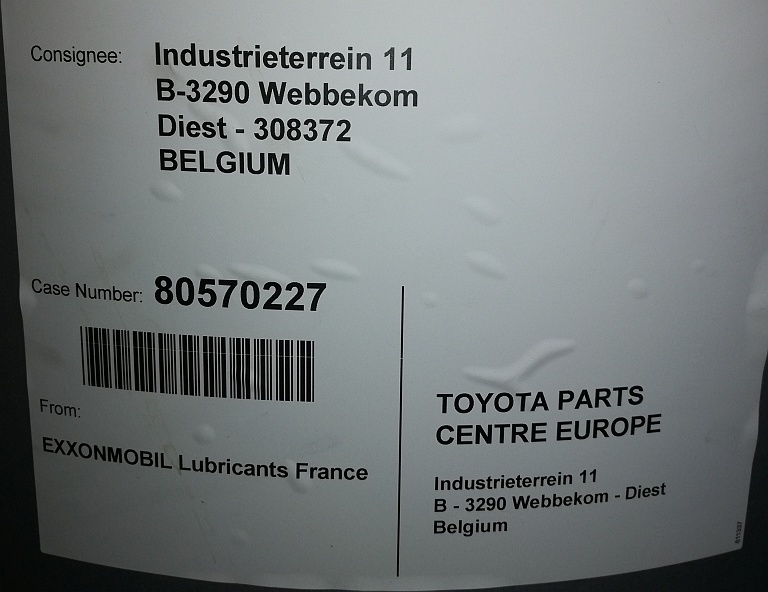 Consignee: Industrieterrein 11
B-3290 Webbekom
Diest - 308372
BELGIUM
Case Number: 80570227
From:
EXXONMOBIL Lubricants France
TOYOTA PARTS
CENTRE EUROPE
Industrieterrein 11
B - 3290 Webbekom - Diest
Belgium